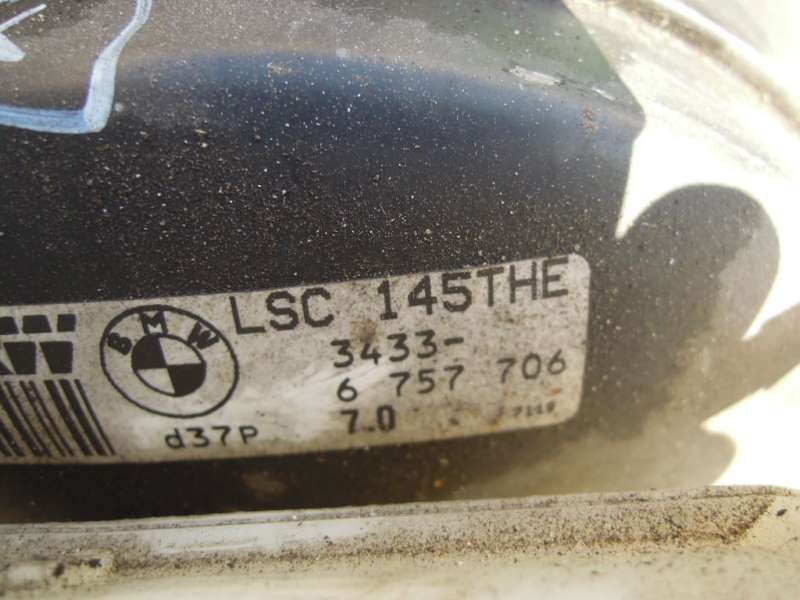 LSC 145THE
BMW
3433-
6 757 706
d37P 7.0